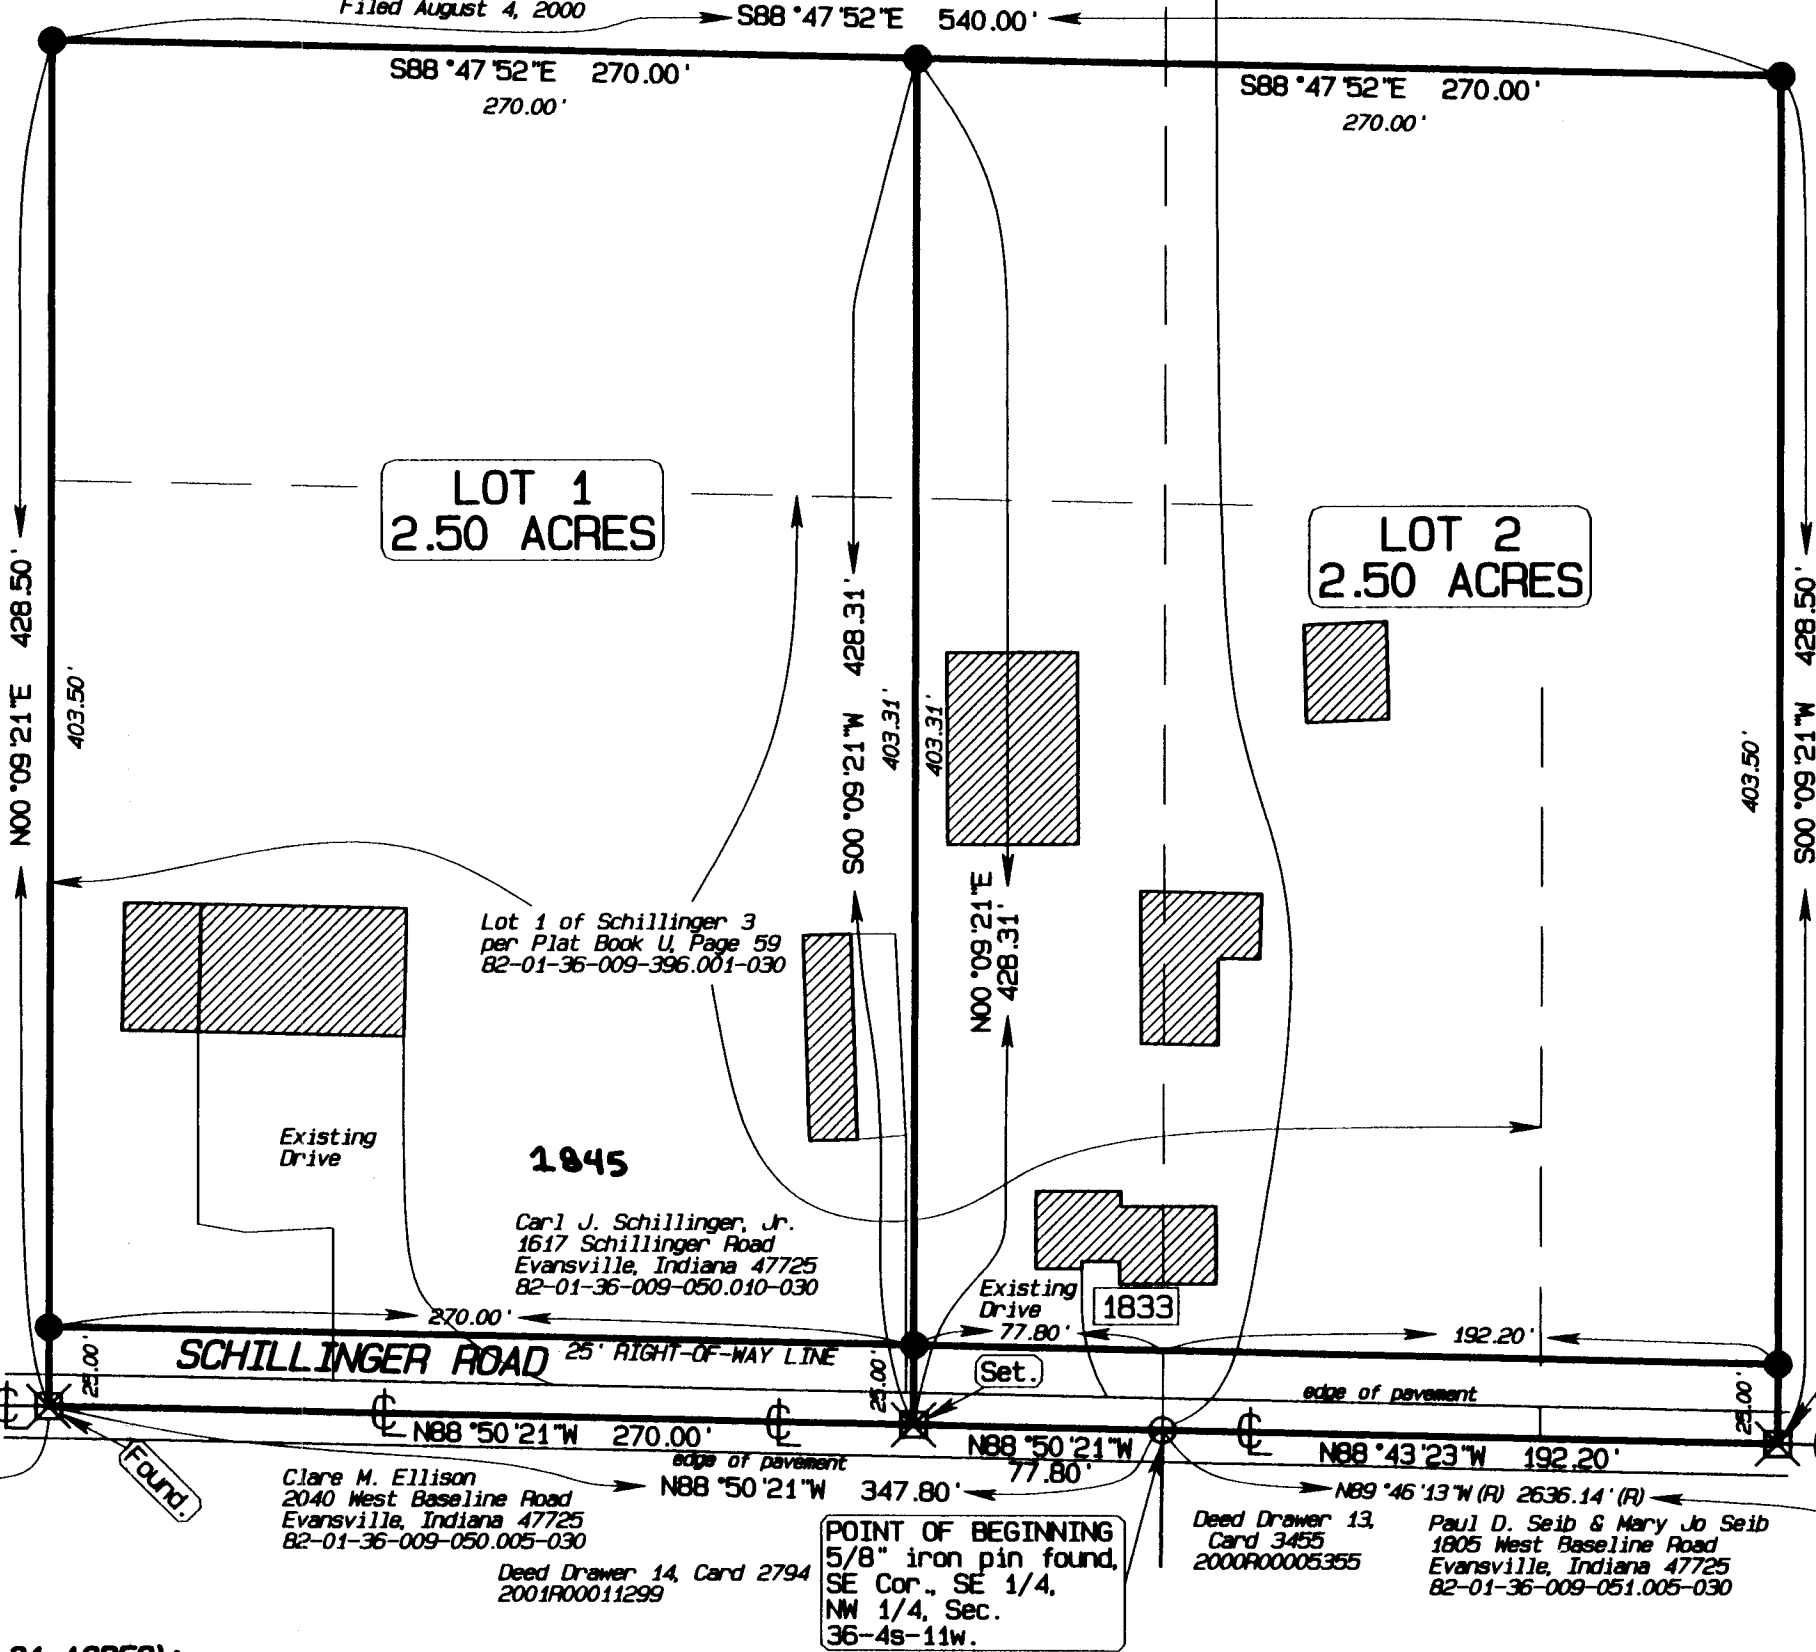 Filed August 4, 2000
S88°47'52"E 540.00'
S88°47'52"E 270.00'
270.00'
S88°47'52"E 270.00'
270.00'
LOT 1
2.50 ACRES
LOT 2
2.50 ACRES
N00°09'21"E 428.50'
403.50'
S00°09'21"W 428.31'
403.31'
403.31'
N00°09'21"E
428.31'
403.50'
S00°09'21"W 428.50'
Lot 1 of Schillinger 3
per Plat Book U, Page 59
82-01-36-009-396.001-030
Existing
Drive
1845
Carl J. Schillinger, Jr.
1617 Schillinger Road
Evansville, Indiana 47725
82-01-36-009-050.010-030
Existing
Drive
1833
270.00'
77.80'
192.20'
25.00'
SCHILLINGER ROAD
25' RIGHT-OF-WAY LINE
25.00'
Set.
edge of pavement
25.00'
N88°50'21"W 270.00'
N88°50'21"W
77.80'
N88°43'23"W 192.20'
edge of pavement
Found.
N88°50'21"W 347.80'
N89°46'13"W(R) 2636.14'(R)
Clare M. Ellison
2040 West Baseline Road
Evansville, Indiana 47725
82-01-36-009-050.005-030
Deed Drawer 14, Card 2794
2001R00011299
POINT OF BEGINNING
5/8" iron pin found,
SE Cor., SE 1/4,
NW 1/4, Sec.
36-4s-11w.
Deed Drawer 13,
Card 3455
2000R00005355
Paul D. Seib & Mary Jo Seib
1805 West Baseline Road
Evansville, Indiana 47725
82-01-36-009-051.005-030